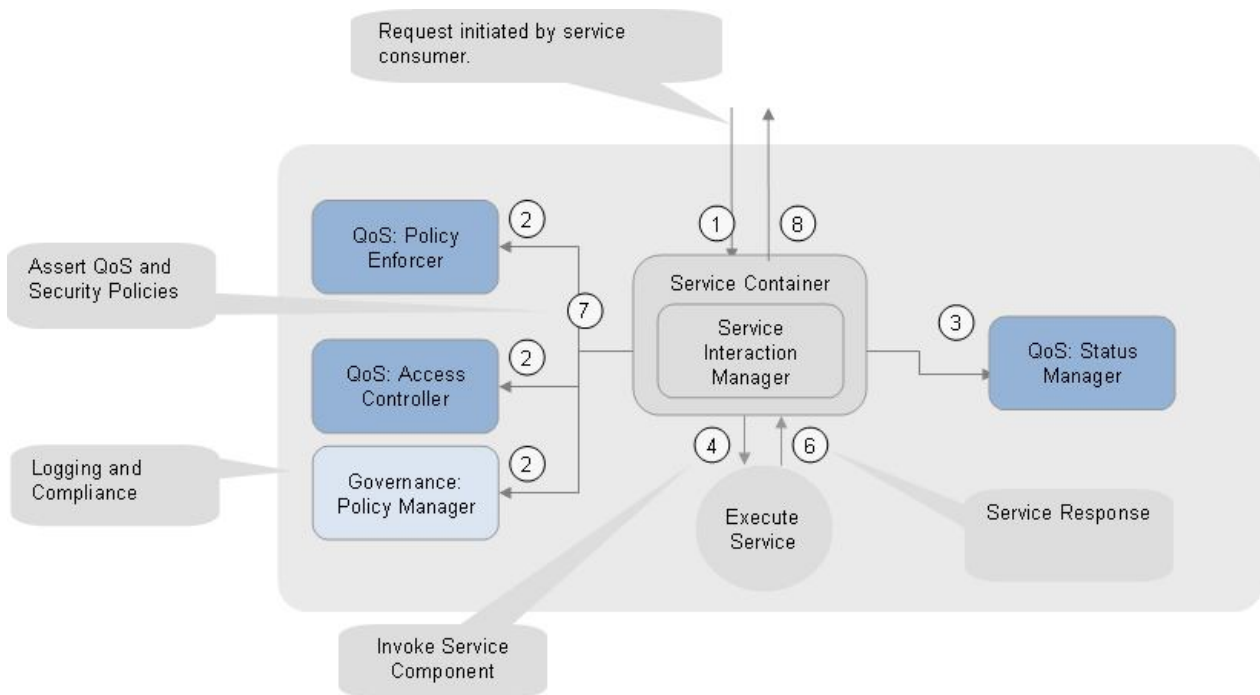 Request initiated by service
consumer.
1
8
2
QoS: Policy
Enforcer
Assert QoS and
Security Policies
Service Container
7
3
Service
Interaction
Manager
2
QoS: Access
Controller
QoS: Status
Manager
4
6
Logging and
Compliance
2
Governance:
Policy Manager
Execute
Service
Service Response
Invoke Service
Component